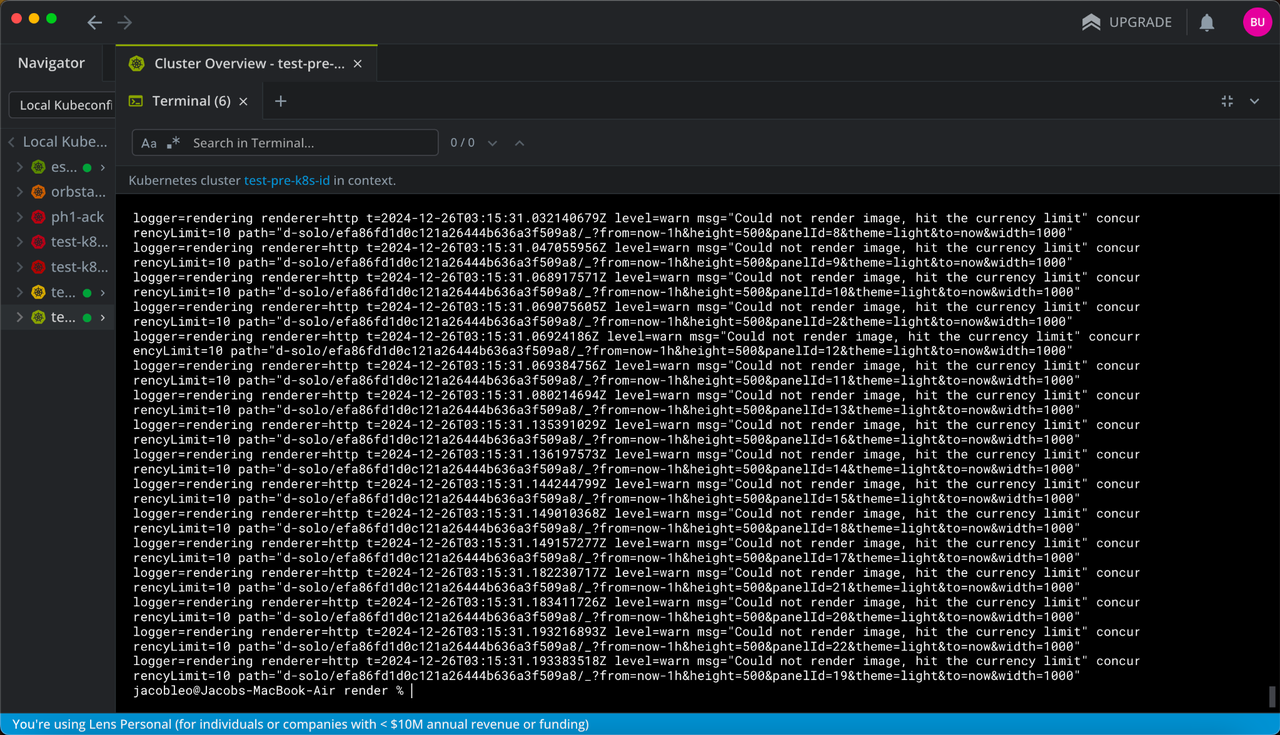 UPGRADE
BU
Navigator
Cluster Overview - test-pre-...
Local Kubeconfi
Terminal (6)
Local Kube...
es...
orbsta...
ph1-ack
test-k8...
test-k8...
te...
te...
Aa .* Search in Terminal...
0 / 0
Kubernetes cluster test-pre-k8s-id in context.
logger=rendering renderer=http t=2024-12-26T03:15:31.032140679Z level=warn msg="Could not render image, hit the currency limit" concur
rencyLimit=10 path="d-solo/efa86fd1d0c121a26444b636a3f509a8/_?from=now-1h&height=500&panelId=8&theme=light&to=now&width=1000"
logger=rendering renderer=http t=2024-12-26T03:15:31.047055956Z level=warn msg="Could not render image, hit the currency limit" concur
rencyLimit=10 path="d-solo/efa86fd1d0c121a26444b636a3f509a8/_?from=now-1h&height=500&panelId=9&theme=light&to=now&width=1000"
logger=rendering renderer=http t=2024-12-26T03:15:31.068917571Z level=warn msg="Could not render image, hit the currency limit" concur
rencyLimit=10 path="d-solo/efa86fd1d0c121a26444b636a3f509a8/_?from=now-1h&height=500&panelId=10&theme=light&to=now&width=1000"
logger=rendering renderer=http t=2024-12-26T03:15:31.069075605Z level=warn msg="Could not render image, hit the currency limit" concur
rencyLimit=10 path="d-solo/efa86fd1d0c121a26444b636a3f509a8/_?from=now-1h&height=500&panelId=2&theme=light&to=now&width=1000"
logger=rendering renderer=http t=2024-12-26T03:15:31.06924186Z level=warn msg="Could not render image, hit the currency limit" concurr
encyLimit=10 path="d-solo/efa86fd1d0c121a26444b636a3f509a8/_?from=now-1h&height=500&panelId=12&theme=light&to=now&width=1000"
logger=rendering renderer=http t=2024-12-26T03:15:31.069384756Z level=warn msg="Could not render image, hit the currency limit" concur
rencyLimit=10 path="d-solo/efa86fd1d0c121a26444b636a3f509a8/_?from=now-1h&height=500&panelId=11&theme=light&to=now&width=1000"
logger=rendering renderer=http t=2024-12-26T03:15:31.080214694Z level=warn msg="Could not render image, hit the currency limit" concur
rencyLimit=10 path="d-solo/efa86fd1d0c121a26444b636a3f509a8/_?from=now-1h&height=500&panelId=13&theme=light&to=now&width=1000"
logger=rendering renderer=http t=2024-12-26T03:15:31.135391029Z level=warn msg="Could not render image, hit the currency limit" concur
rencyLimit=10 path="d-solo/efa86fd1d0c121a26444b636a3f509a8/_?from=now-1h&height=500&panelId=16&theme=light&to=now&width=1000"
logger=rendering renderer=http t=2024-12-26T03:15:31.136197573Z level=warn msg="Could not render image, hit the currency limit" concur
rencyLimit=10 path="d-solo/efa86fd1d0c121a26444b636a3f509a8/_?from=now-1h&height=500&panelId=14&theme=light&to=now&width=1000"
logger=rendering renderer=http t=2024-12-26T03:15:31.144244799Z level=warn msg="Could not render image, hit the currency limit" concur
rencyLimit=10 path="d-solo/efa86fd1d0c121a26444b636a3f509a8/_?from=now-1h&height=500&panelId=15&theme=light&to=now&width=1000"
logger=rendering renderer=http t=2024-12-26T03:15:31.149010368Z level=warn msg="Could not render image, hit the currency limit" concur
rencyLimit=10 path="d-solo/efa86fd1d0c121a26444b636a3f509a8/_?from=now-1h&height=500&panelId=18&theme=light&to=now&width=1000"
logger=rendering renderer=http t=2024-12-26T03:15:31.149157277Z level=warn msg="Could not render image, hit the currency limit" concur
rencyLimit=10 path="d-solo/efa86fd1d0c121a26444b636a3f509a8/_?from=now-1h&height=500&panelId=17&theme=light&to=now&width=1000"
logger=rendering renderer=http t=2024-12-26T03:15:31.182230717Z level=warn msg="Could not render image, hit the currency limit" concur
rencyLimit=10 path="d-solo/efa86fd1d0c121a26444b636a3f509a8/_?from=now-1h&height=500&panelId=21&theme=light&to=now&width=1000"
logger=rendering renderer=http t=2024-12-26T03:15:31.183411726Z level=warn msg="Could not render image, hit the currency limit" concur
rencyLimit=10 path="d-solo/efa86fd1d0c121a26444b636a3f509a8/_?from=now-1h&height=500&panelId=20&theme=light&to=now&width=1000"
logger=rendering renderer=http t=2024-12-26T03:15:31.193216893Z level=warn msg="Could not render image, hit the currency limit" concur
rencyLimit=10 path="d-solo/efa86fd1d0c121a26444b636a3f509a8/_?from=now-1h&height=500&panelId=22&theme=light&to=now&width=1000"
logger=rendering renderer=http t=2024-12-26T03:15:31.193383518Z level=warn msg="Could not render image, hit the currency limit" concur
rencyLimit=10 path="d-solo/efa86fd1d0c121a26444b636a3f509a8/_?from=now-1h&height=500&panelId=19&theme=light&to=now&width=1000"
jacobleo@Jacobs-MacBook-Air render %
You're using Lens Personal (for individuals or companies with < $10M annual revenue or funding)